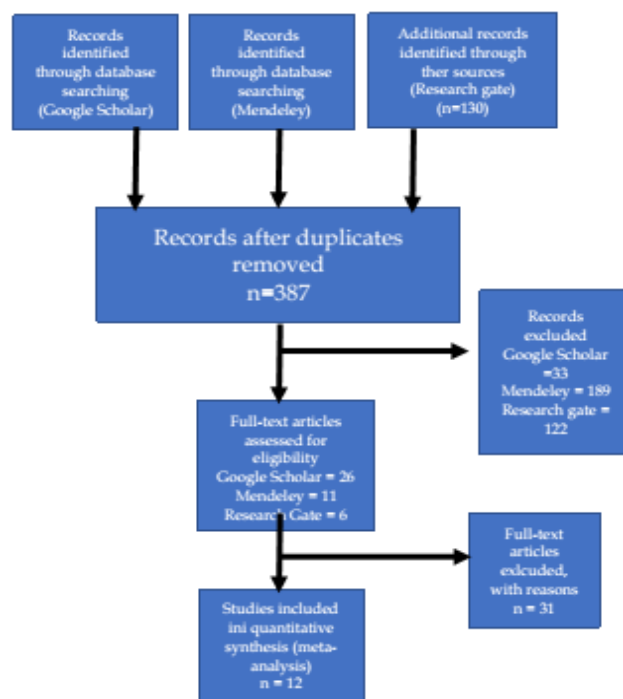 Records
identified
through database
searching
(Google Scholar)
Records
identified
through database
searching
(Mendeley)
Additional records
identified through
ther sources
(Research gate)
(n=130)
Records after duplicates
removed
n=387
Records
excluded
Google Scholar
=33
Mendeley = 189
Research gate =
122
Full-text articles
assessed for
eligibility
Google Scholar = 26
Mendeley = 11
Research Gate = 6
Full-text
articles
exlcuded,
with reasons
n = 31
Studies included
ini quantitative
synthesis (meta-
analysis)
n = 12